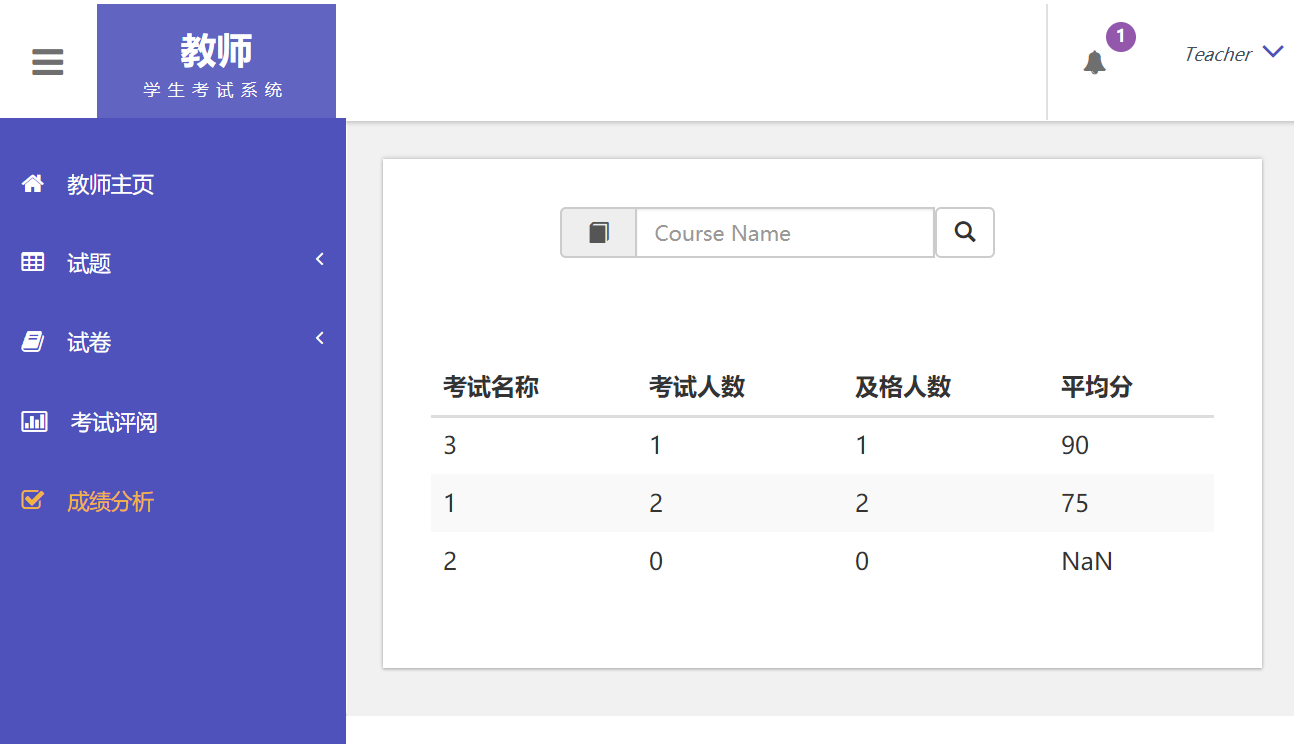 教师
学生考试系统
1
Teacher
教师主页
试题
试卷
考试评阅
成绩分析
Course Name
考试名称 考试人数 及格人数 平均分
3 1 1 90
1 2 2 75
2 0 0 NaN